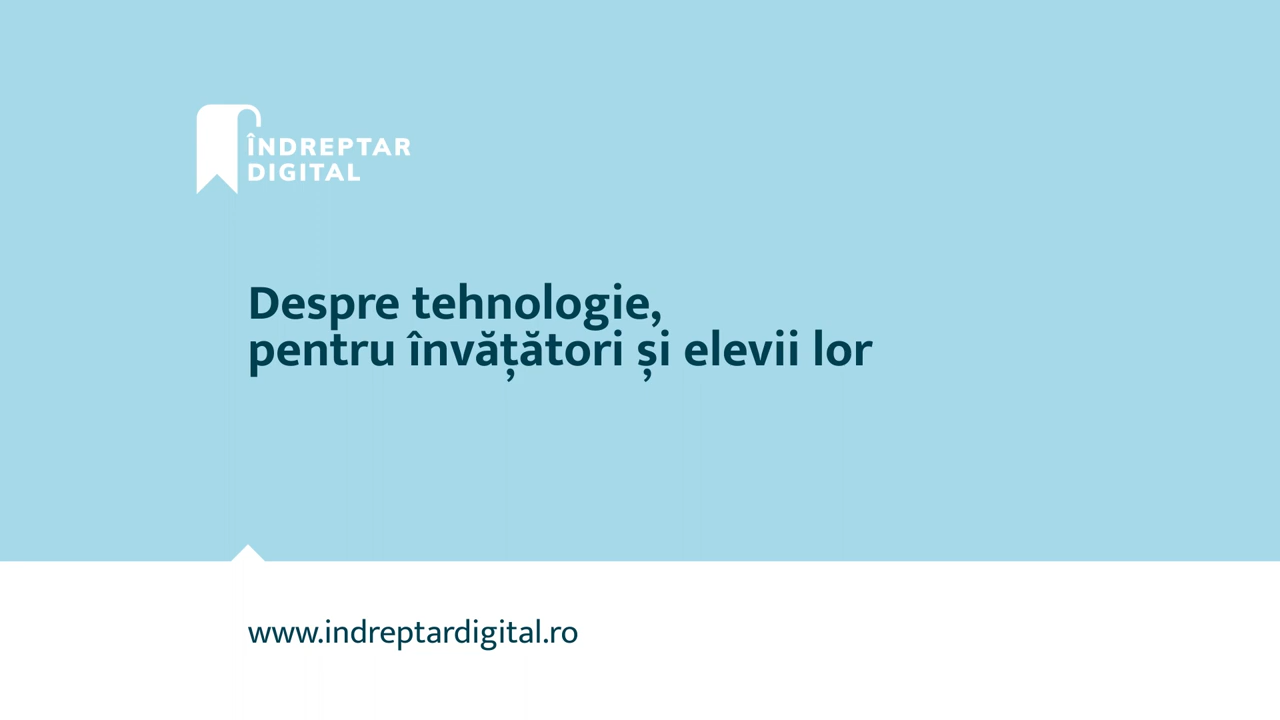 ÎNDREPTAR
DIGITAL
Despre tehnologie,
pentru învățători și elevii lor
www.indreptardigital.ro